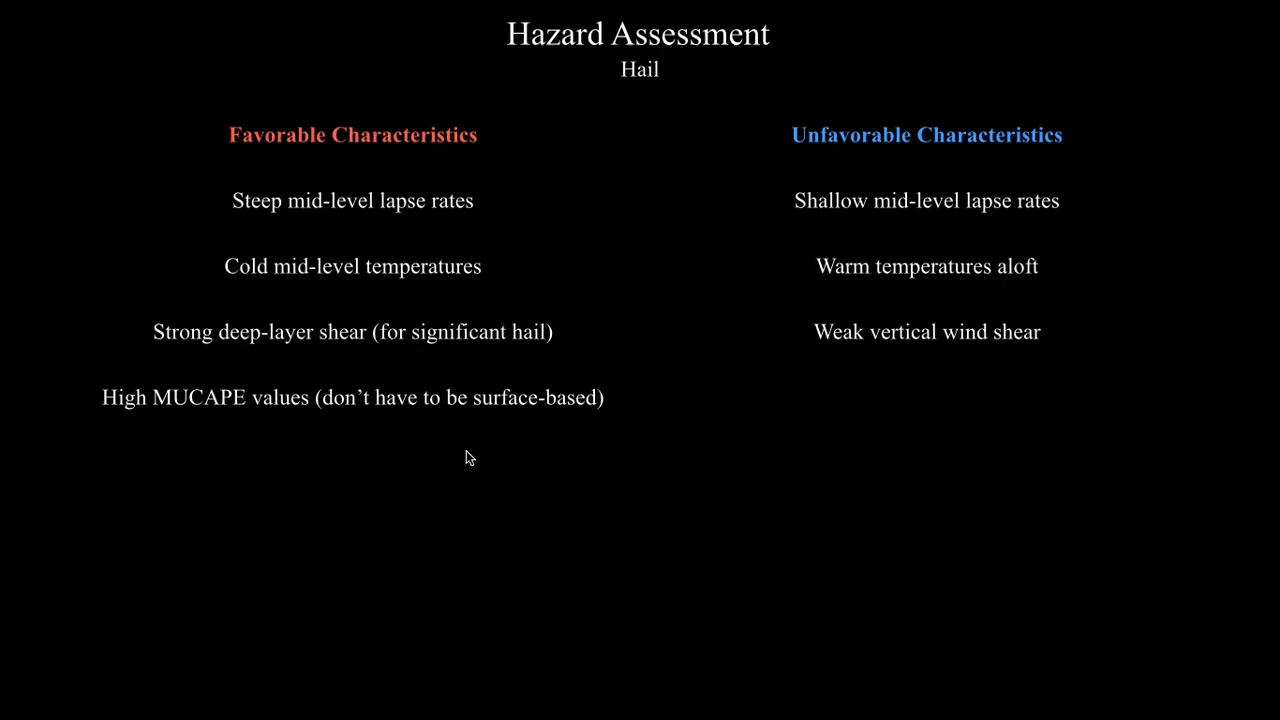 Hazard Assessment
Hail
Favorable Characteristics
Steep mid-level lapse rates
Cold mid-level temperatures
Strong deep-layer shear (for significant hail)
High MUCAPE values (don’t have to be surface-based)
Unfavorable Characteristics
Shallow mid-level lapse rates
Warm temperatures aloft
Weak vertical wind shear